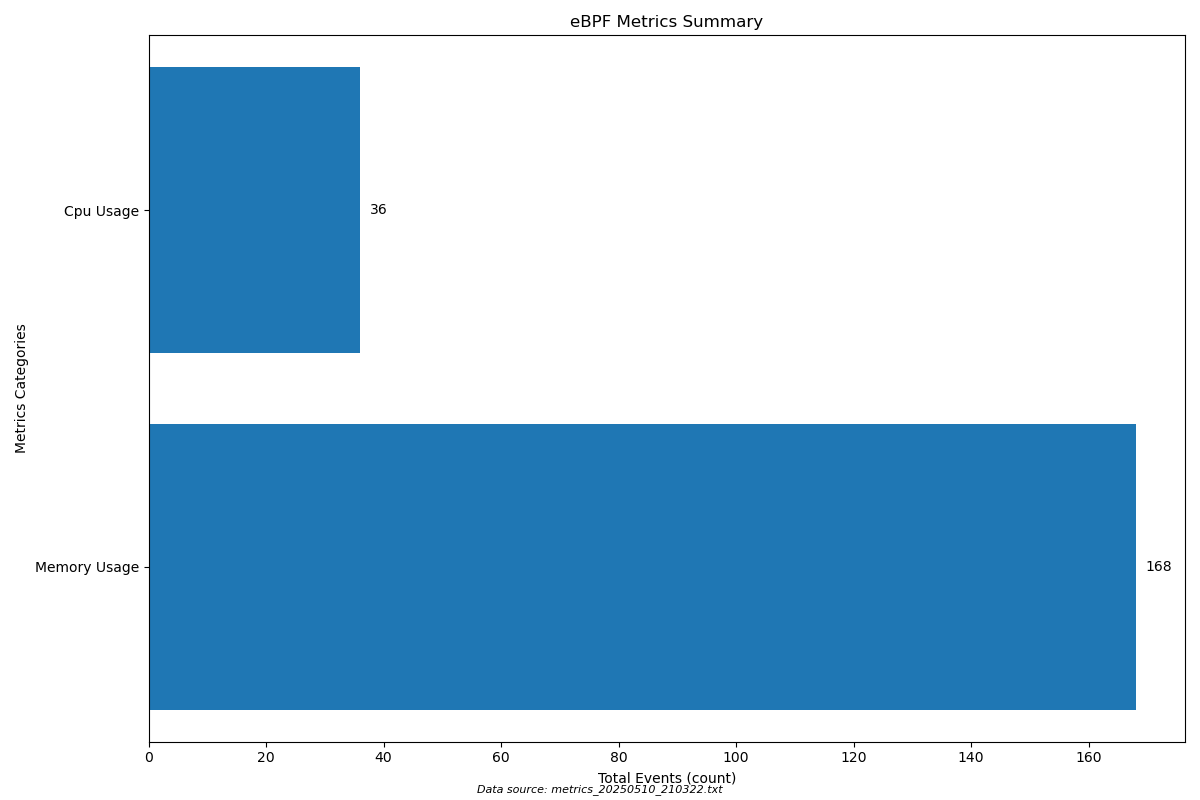 eBPF Metrics Summary
Cpu Usage
36
Metrics Categories
Memory Usage
168
0 20 40 60 80 100 120 140 160
Total Events (count)
Data source: metrics_20250510_210322.txt